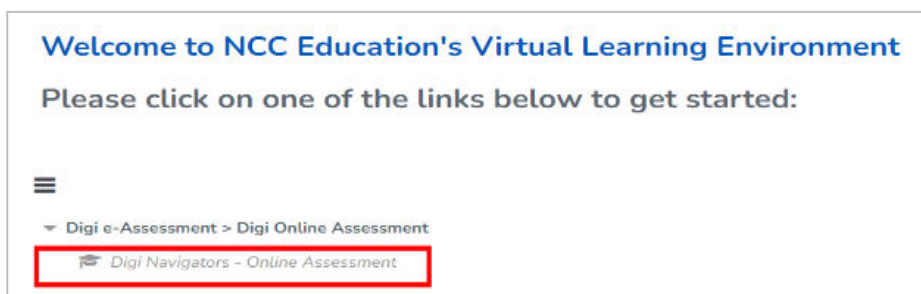 Welcome to NCC Education's Virtual Learning Environment
Please click on one of the links below to get started:
Digi e-Assessment > Digi Online Assessment
Digi Navigators - Online Assessment